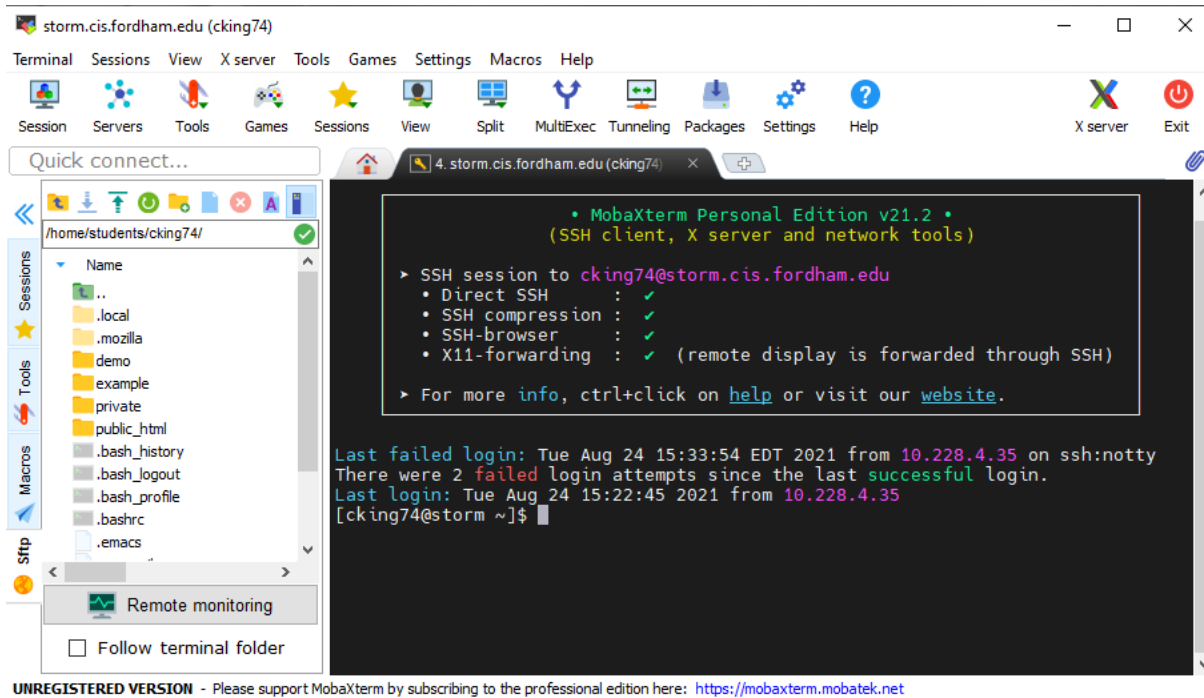 storm.cis.fordham.edu (cking74)
Terminal Sessions View X server Tools Games Settings Macros Help
Session Servers Tools Games Sessions View Split MultiExec Tunneling Packages Settings Help X server Exit
Quick connect...
4. storm.cis.fordham.edu (cking74)
/home/students/cking74/
Name
..
.local
.mozilla
demo
example
private
public_html
.bash_history
.bash_logout
.bash_profile
.bashrc
.emacs
Sessions
Tools
Macros
Sftp
Remote monitoring
Follow terminal folder
• MobaXterm Personal Edition v21.2 •
(SSH client, X server and network tools)
➤ SSH session to cking74@storm.cis.fordham.edu
• Direct SSH : ✔
• SSH compression : ✔
• SSH-browser : ✔
• X11-forwarding : ✔ (remote display is forwarded through SSH)
➤ For more info, ctrl+click on help or visit our website.
Last failed login: Tue Aug 24 15:33:54 EDT 2021 from 10.228.4.35 on ssh:notty
There were 2 failed login attempts since the last successful login.
Last login: Tue Aug 24 15:22:45 2021 from 10.228.4.35
[cking74@storm ~]$
UNREGISTERED VERSION - Please support MobaXterm by subscribing to the professional edition here: https://mobaxterm.mobatek.net